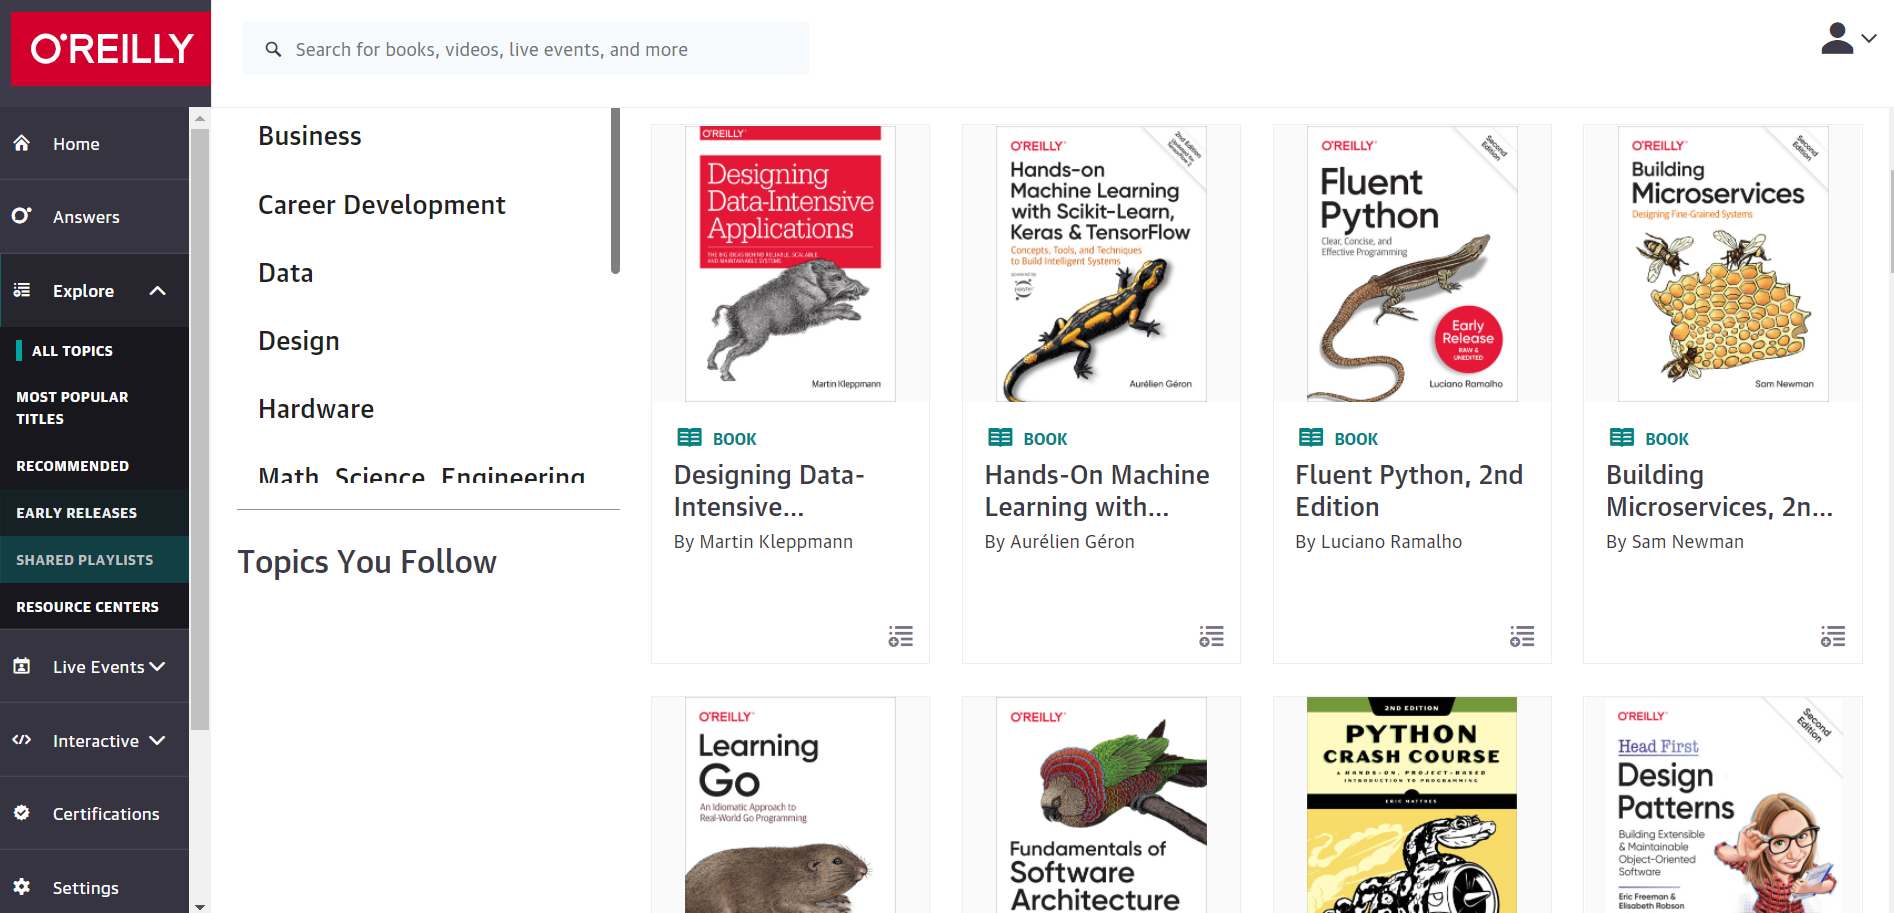 O'REILLY
Search for books, videos, live events, and more
Home
Answers
Explore
ALL TOPICS
MOST POPULAR
TITLES
RECOMMENDED
EARLY RELEASES
SHARED PLAYLISTS
RESOURCE CENTERS
Live Events
Interactive
Certifications
Settings
Business
Career Development
Data
Design
Hardware
Math, Science, Engineering
Topics You Follow
O'REILLY
Designing
Data-Intensive
Applications
THE BIG IDEAS BEHIND RELIABLE, SCALABLE,
AND MAINTAINABLE SYSTEMS
Martin Kleppmann
BOOK
Designing Data-
Intensive...
By Martin Kleppmann
O'REILLY
2nd Edition
Updated for
TensorFlow 2
Hands-on
Machine Learning
with Scikit-Learn,
Keras & TensorFlow
Concepts, Tools, and Techniques
to Build Intelligent Systems
powered by
jupyter
Aurélien Géron
BOOK
Hands-On Machine
Learning with...
By Aurélien Géron
O'REILLY
Second
Edition
Fluent
Python
Clear, Concise, and
Effective Programming
Early
Release
RAW &
UNEDITED
Luciano Ramalho
BOOK
Fluent Python, 2nd
Edition
By Luciano Ramalho
O'REILLY
Second
Edition
Building
Microservices
Designing Fine-Grained Systems
Sam Newman
BOOK
Building
Microservices, 2n...
By Sam Newman
O'REILLY
Learning
Go
An Idiomatic Approach to
Real-World Go Programming
O'REILLY
Fundamentals of
Software
Architecture
2ND EDITION
PYTHON
CRASH COURSE
A HANDS-ON, PROJECT-BASED
INTRODUCTION TO PROGRAMMING
ERIC MATTHES
O'REILLY
Second
Edition
Head First
Design
Patterns
Building Extensible
& Maintainable
Object-Oriented
Software
Eric Freeman &
Elisabeth Robson